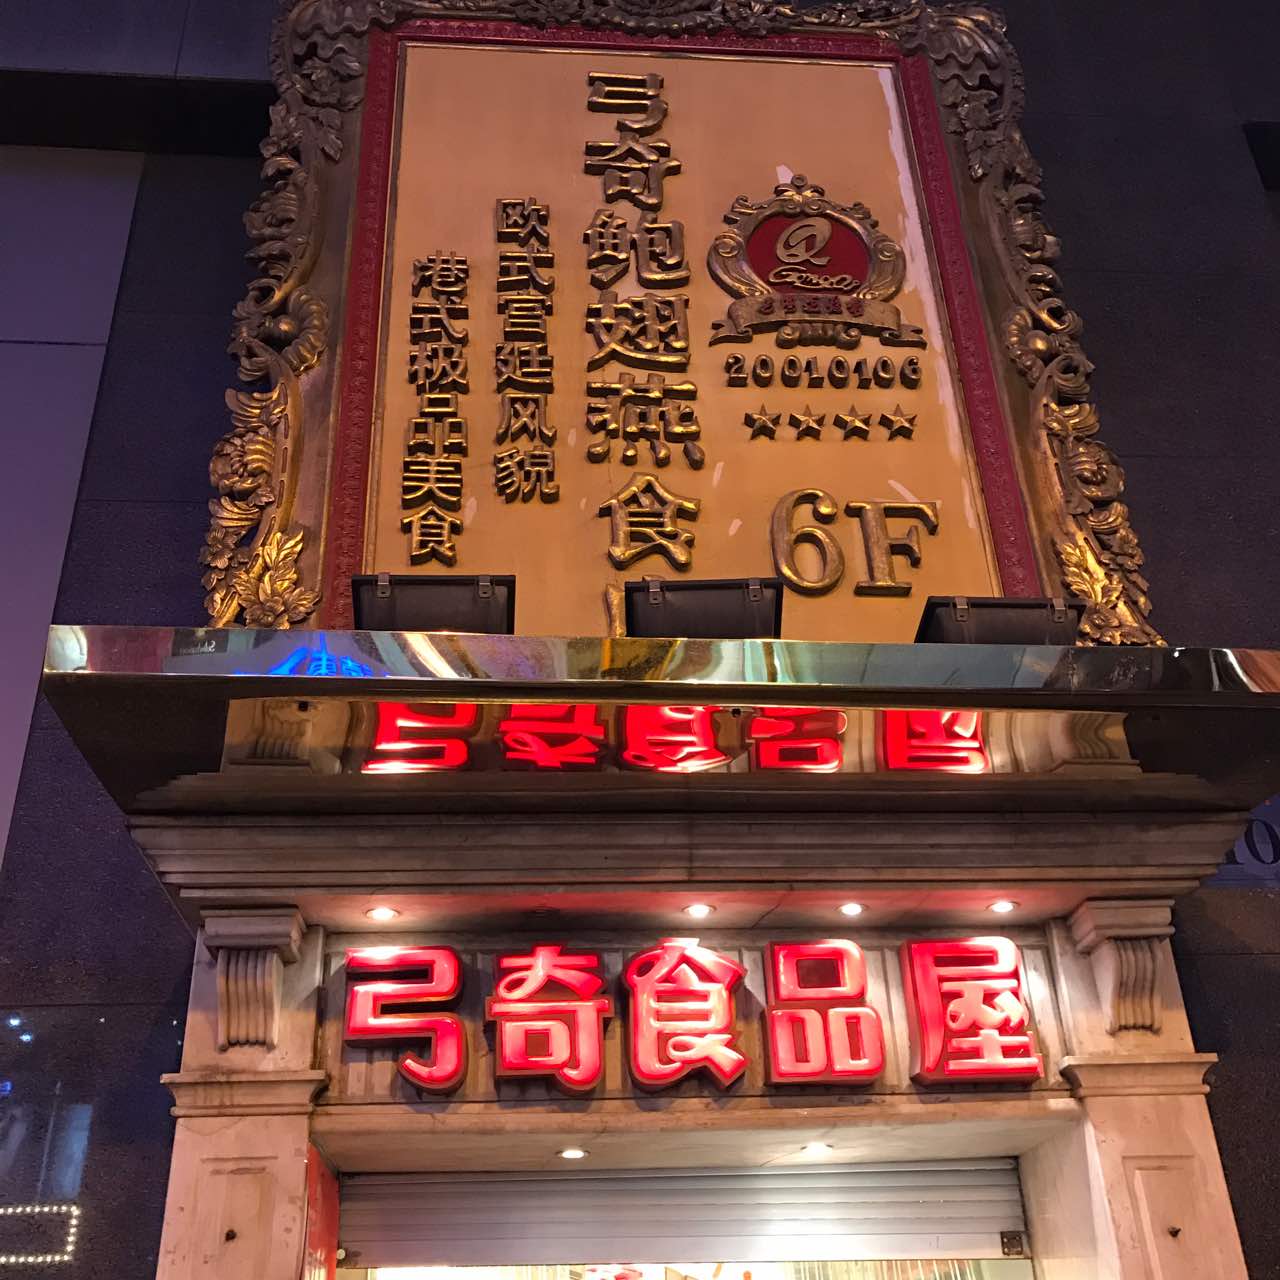 弓奇鲍翅燕食
欧式宫廷风貌
港式极品美食
Q
GongQi
20010106
6F
弓奇食品屋